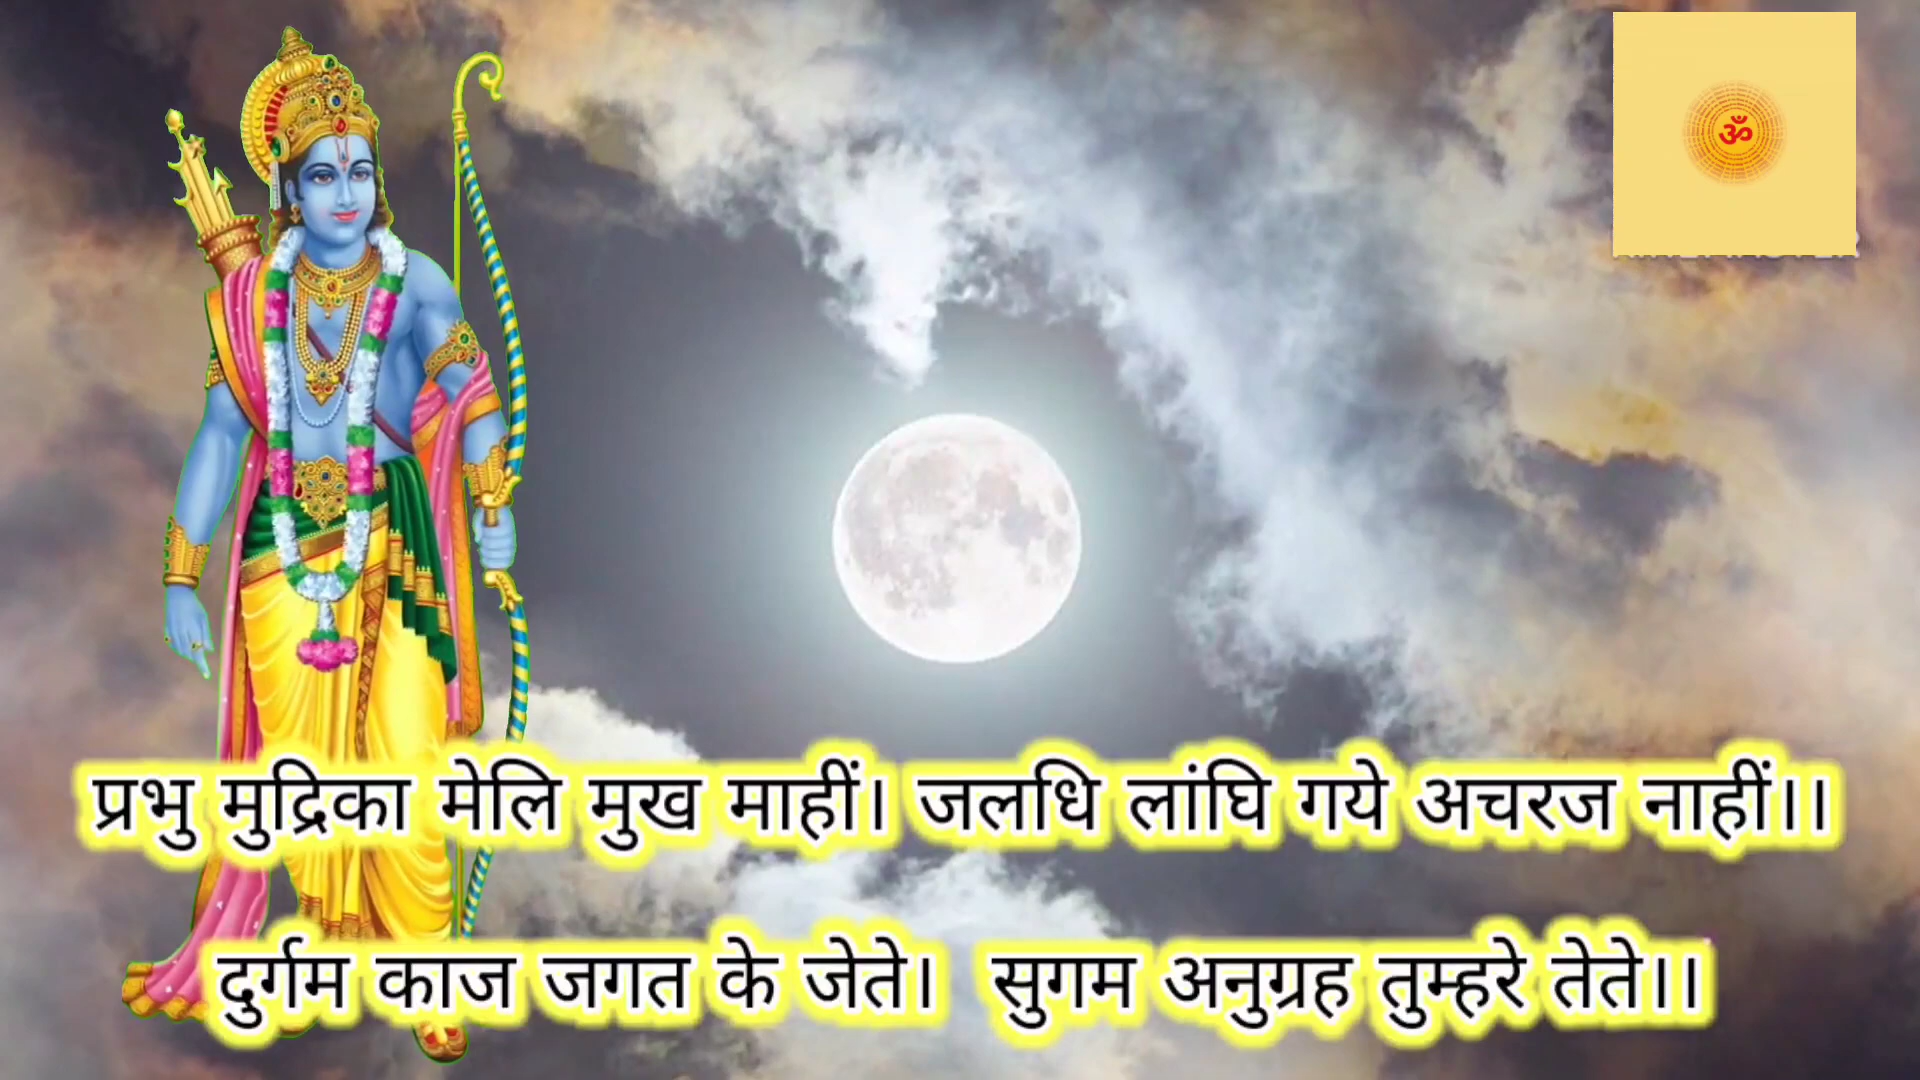 ॐ
प्रभु मुद्रिका मेलि मुख माहीं। जलधि लांघि गये अचरज नाहीं।।
दुर्गम काज जगत के जेते। सुगम अनुग्रह तुम्हरे तेते।।